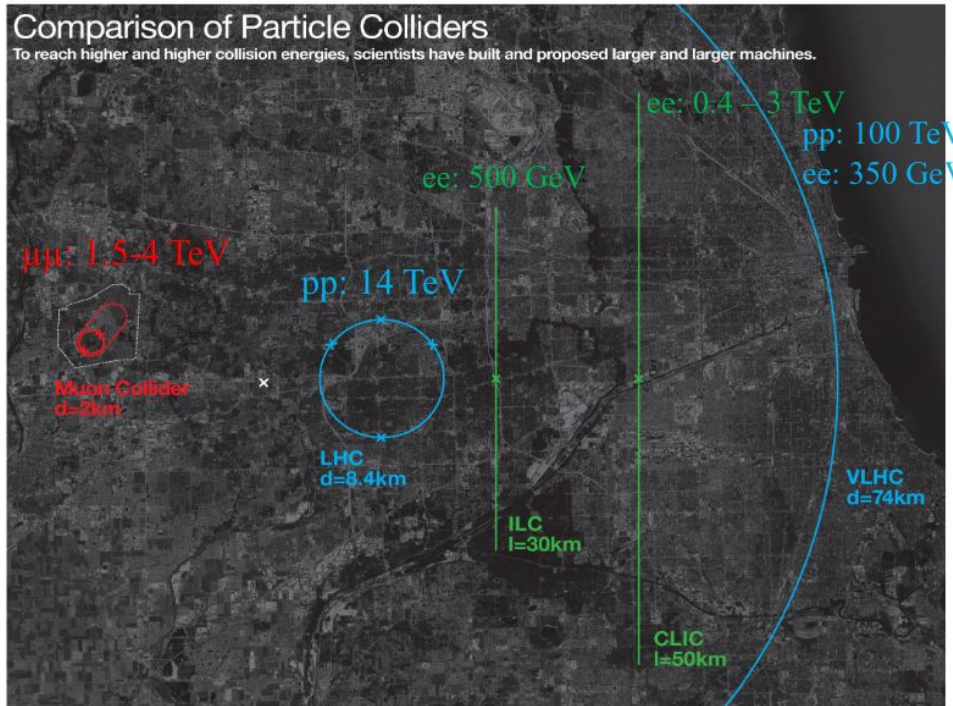 Comparison of Particle Colliders
To reach higher and higher collision energies, scientists have built and proposed larger and larger machines.
ee: 0.4 – 3 TeV
pp: 100 TeV
ee: 350 GeV
ee: 500 GeV
μμ: 1.5-4 TeV
pp: 14 TeV
Muon Collider
d=2km
LHC
d=8.4km
VLHC
d=74km
ILC
l=30km
CLIC
l=50km